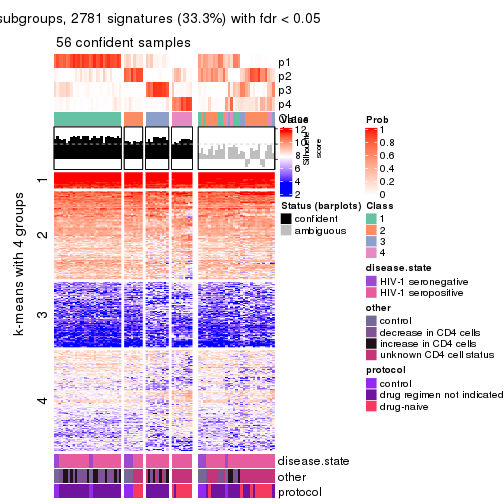 subgroups, 2781 signatures (33.3%) with fdr < 0.05
56 confident samples
p1
p2
p3
p4
Class
Value
12
10
8
6
4
2
Silhouette
score
Prob
1
0.8
0.6
0.4
0.2
0
Status (barplots)
confident
ambiguous
Class
1
2
3
4
disease.state
HIV-1 seronegative
HIV-1 seropositive
other
control
decrease in CD4 cells
increase in CD4 cells
unknown CD4 cell status
protocol
control
drug regimen not indicated
drug-naive
k-means with 4 groups
1
2
3
4
disease.state
other
protocol